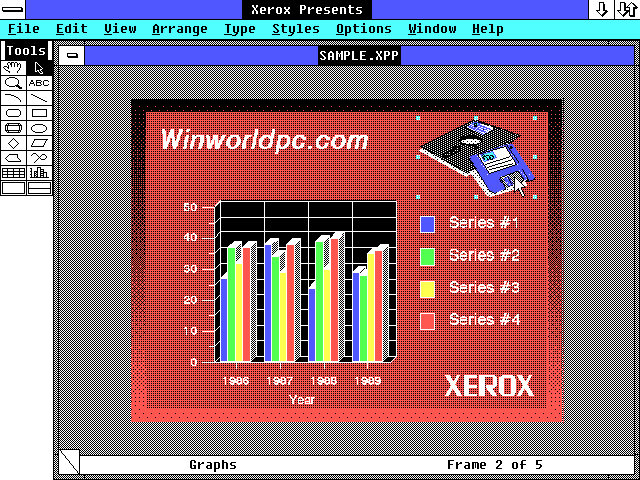 Xerox Presents
File Edit View Arrange Type Styles Options Window Help
Tools
SAMPLE.XPP
ABC
Winworldpc.com
50
40
30
20
10
0
1986 1987 1988 1989
Year
Series #1
Series #2
Series #3
Series #4
XEROX
Graphs
Frame 2 of 5